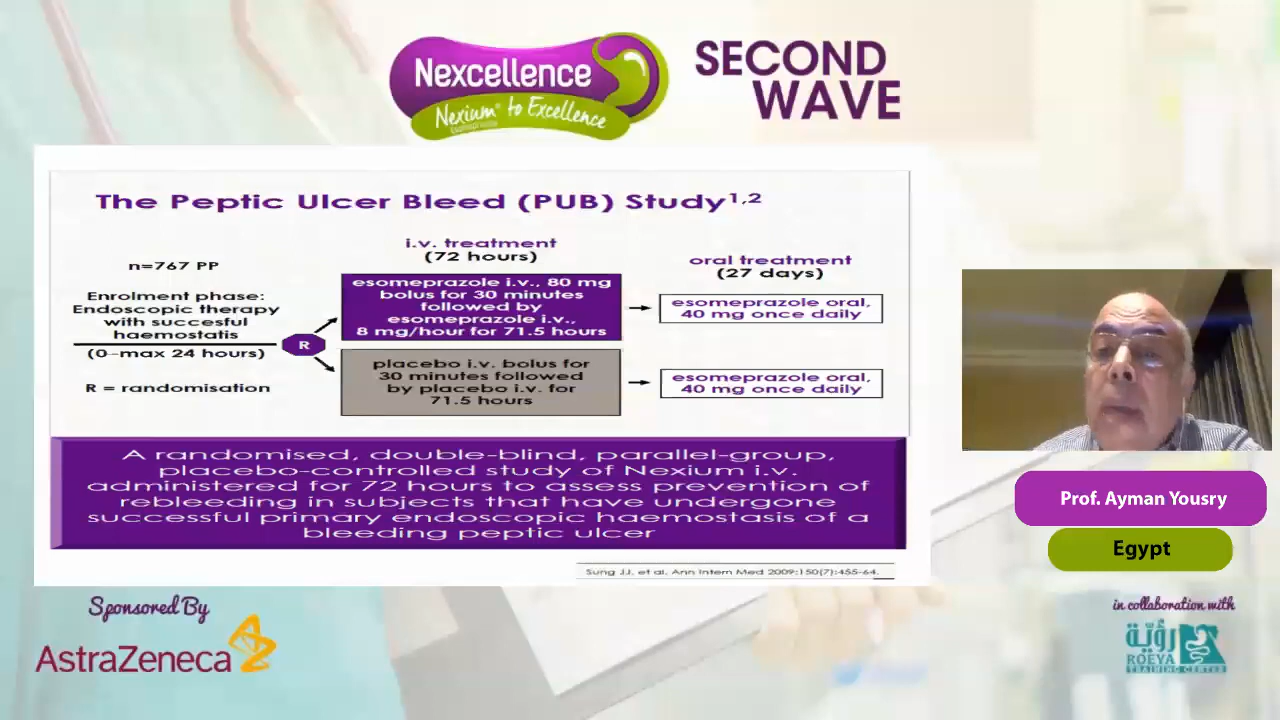 Nexcellence
Nexium® to Excellence
SECOND
WAVE
The Peptic Ulcer Bleed (PUB) Study1,2
n=767 PP
Enrolment phase:
Endoscopic therapy
with succesful
haemostatis
(0–max 24 hours)
R = randomisation
R
i.v. treatment
(72 hours)
esomeprazole i.v., 80 mg
bolus for 30 minutes
followed by
esomeprazole i.v.,
8 mg/hour for 71.5 hours
placebo i.v. bolus for
30 minutes followed
by placebo i.v. for
71.5 hours
oral treatment
(27 days)
esomeprazole oral,
40 mg once daily
esomeprazole oral,
40 mg once daily
A randomised, double-blind, parallel-group,
placebo-controlled study of Nexium i.v.
administered for 72 hours to assess prevention of
rebleeding in subjects that have undergone
successful primary endoscopic haemostasis of a
bleeding peptic ulcer
Sung JJ, et al. Ann Intern Med 2009;150(7):455-64.
Prof. Ayman Yousry
Egypt
Sponsored By
AstraZeneca
in collaboration with
رؤية
ROEYA
TRAINING CENTER